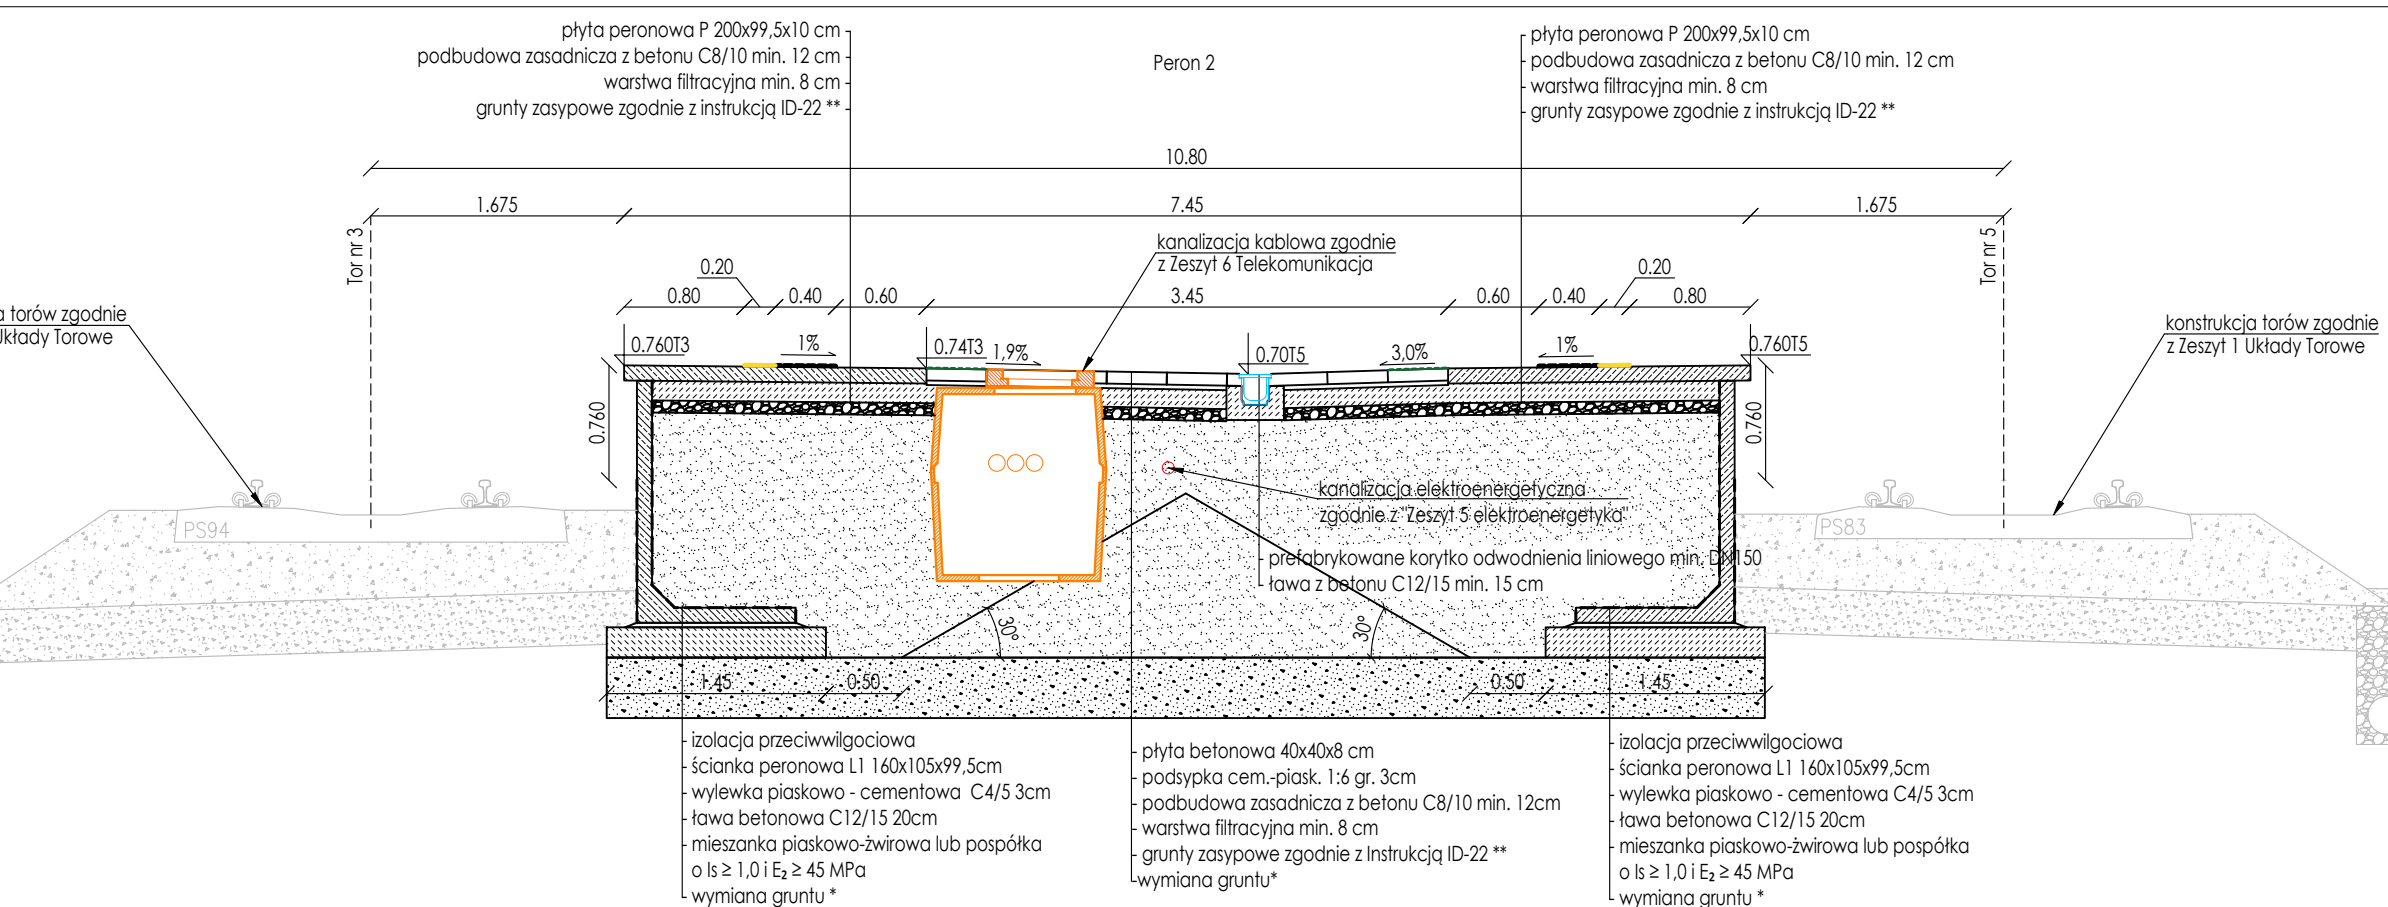 płyta peronowa P 200x99,5x10 cm
podbudowa zasadnicza z betonu C8/10 min. 12 cm
warstwa filtracyjna min. 8 cm
grunty zasypowe zgodnie z instrukcją ID-22 **
Peron 2
płyta peronowa P 200x99,5x10 cm
podbudowa zasadnicza z betonu C8/10 min. 12 cm
warstwa filtracyjna min. 8 cm
grunty zasypowe zgodnie z instrukcją ID-22 **
10.80
1.675
7.45
1.675
Tor nr 3
Tor nr 5
kanalizacja kablowa zgodnie
z Zeszyt 6 Telekomunikacja
0.20
0.20
0.80
0.40
0.60
3.45
0.60
0.40
0.80
a torów zgodnie
Układy Torowe
konstrukcja torów zgodnie
z Zeszyt 1 Układy Torowe
0.760T3
1%
0.74T3
1,9%
0.70T5
3,0%
1%
0.760T5
0.760
0.760
kanalizacja elektroenergetyczna
zgodnie z "Zeszyt 5 elektroenergetyka"
PS94
PS83
prefabrykowane korytko odwodnienia liniowego min. DN150
ława z betonu C12/15 min. 15 cm
30°
30°
1.45
0.50
0.50
1.45
izolacja przeciwwilgociowa
ścianka peronowa L1 160x105x99,5cm
wylewka piaskowo - cementowa C4/5 3cm
ława betonowa C12/15 20cm
mieszanka piaskowo-żwirowa lub pospółka
o Is ≥ 1,0 i E₂ ≥ 45 MPa
wymiana gruntu *
płyta betonowa 40x40x8 cm
podsypka cem.-piask. 1:6 gr. 3cm
podbudowa zasadnicza z betonu C8/10 min. 12cm
warstwa filtracyjna min. 8 cm
grunty zasypowe zgodnie z Instrukcją ID-22 **
wymiana gruntu*
izolacja przeciwwilgociowa
ścianka peronowa L1 160x105x99,5cm
wylewka piaskowo - cementowa C4/5 3cm
ława betonowa C12/15 20cm
mieszanka piaskowo-żwirowa lub pospółka
o Is ≥ 1,0 i E₂ ≥ 45 MPa
wymiana gruntu *